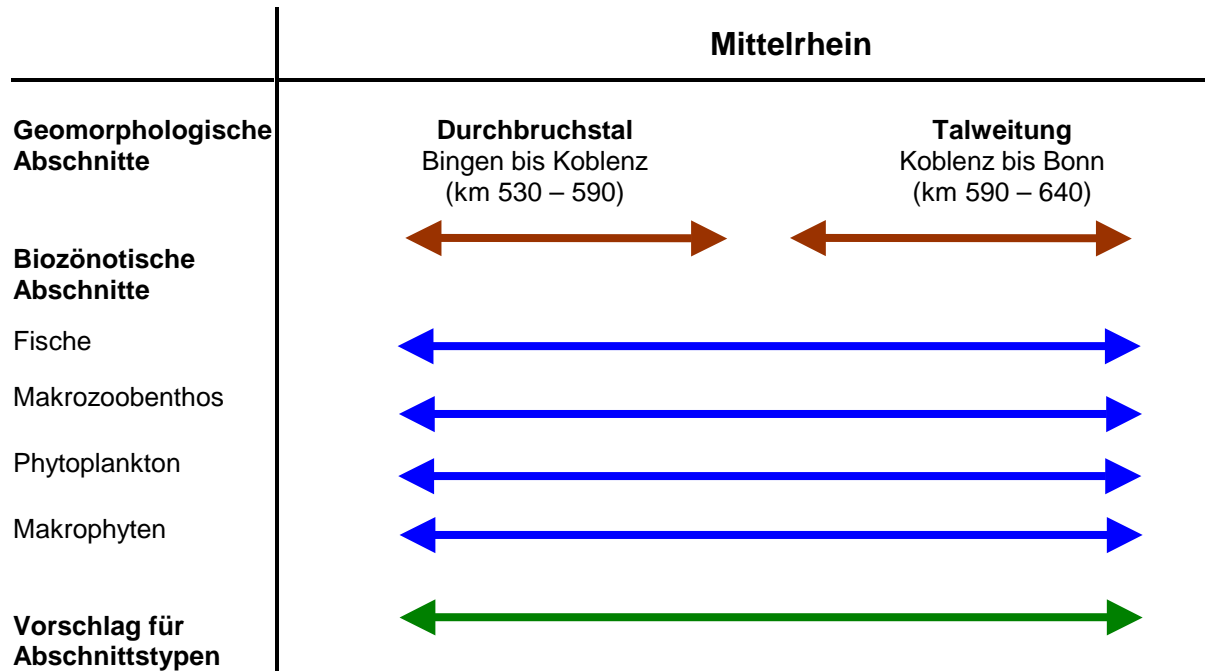 Mittelrhein
Geomorphologische
Abschnitte
Durchbruchstal
Bingen bis Koblenz
(km 530 – 590)
Talweitung
Koblenz bis Bonn
(km 590 – 640)
Biozönotische
Abschnitte
Fische
Makrozoobenthos
Phytoplankton
Makrophyten
Vorschlag für
Abschnittstypen